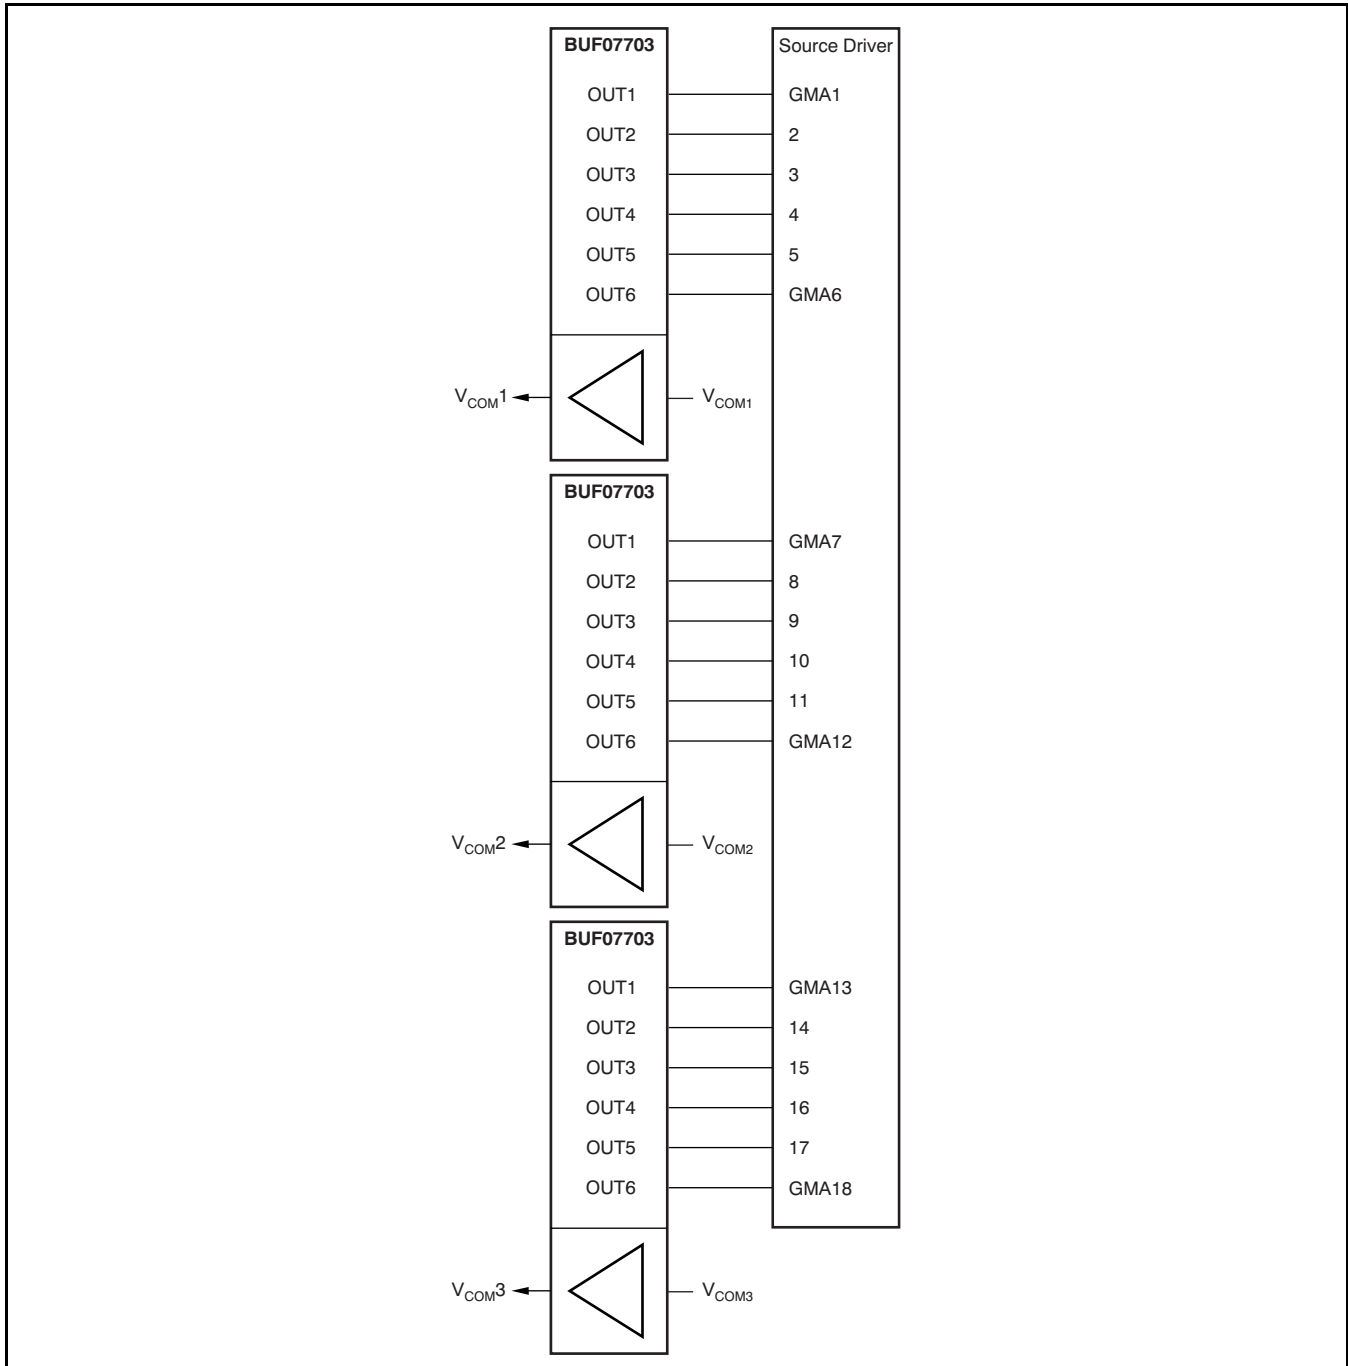 BUF07703 Source Driver
OUT1 GMA1
OUT2 2
OUT3 3
OUT4 4
OUT5 5
OUT6 GMA6
VCOM1 VCOM1
BUF07703
OUT1 GMA7
OUT2 8
OUT3 9
OUT4 10
OUT5 11
OUT6 GMA12
VCOM2 VCOM2
BUF07703
OUT1 GMA13
OUT2 14
OUT3 15
OUT4 16
OUT5 17
OUT6 GMA18
VCOM3 VCOM3